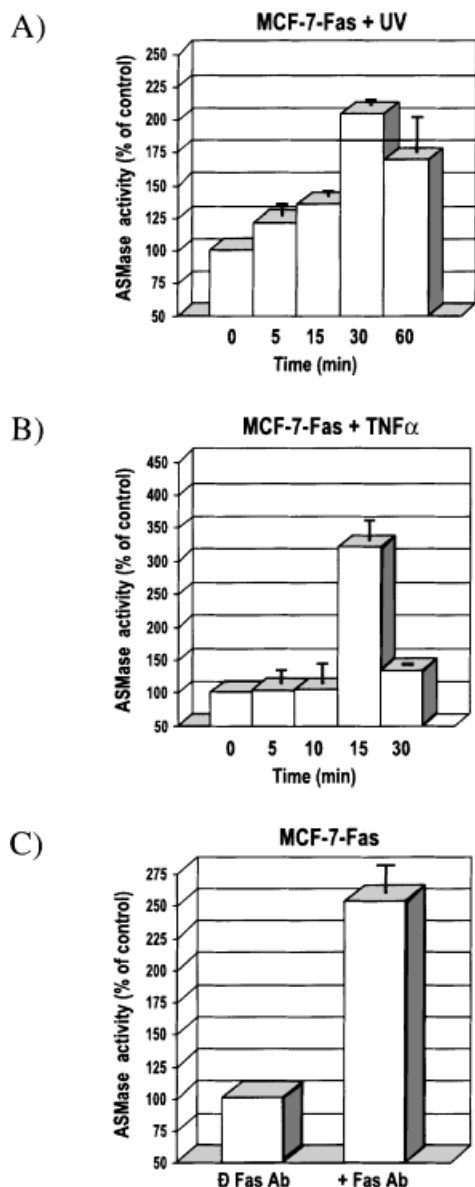 A)
MCF-7-Fas + UV
ASMase activity (% of control)
250
225
200
175
150
125
100
75
50
0 5 15 30 60
Time (min)
B)
MCF-7-Fas + TNFα
ASMase activity (% of control)
450
400
350
300
250
200
150
100
50
0 5 10 15 30
Time (min)
C)
MCF-7-Fas
ASMase activity (% of control)
275
250
225
200
175
150
125
100
75
50
Ð Fas Ab + Fas Ab